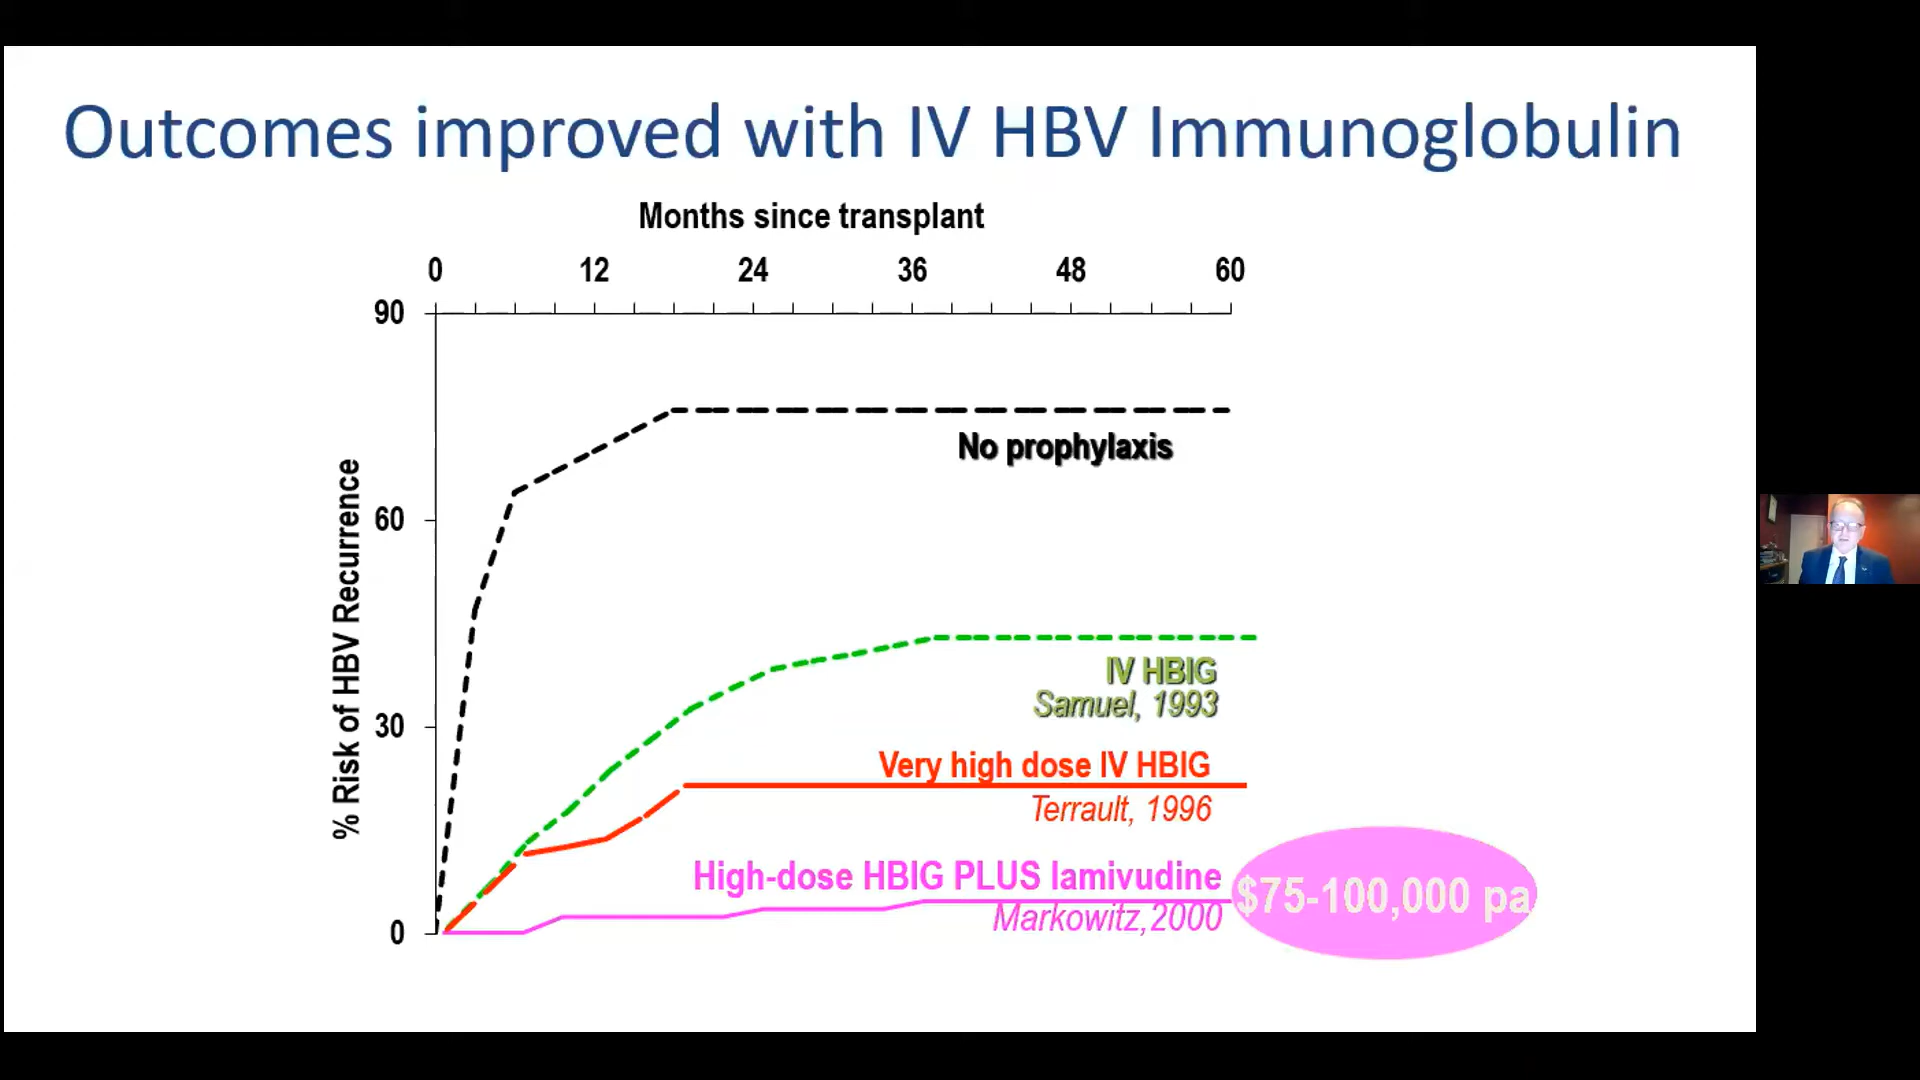 Outcomes improved with IV HBV Immunoglobulin
Months since transplant
0 12 24 36 48 60
90
60
30
0
% Risk of HBV Recurrence
No prophylaxis
IV HBIG
Samuel, 1993
Very high dose IV HBIG
Terrault, 1996
High-dose HBIG PLUS lamivudine
Markowitz,2000
$75-100,000 pa